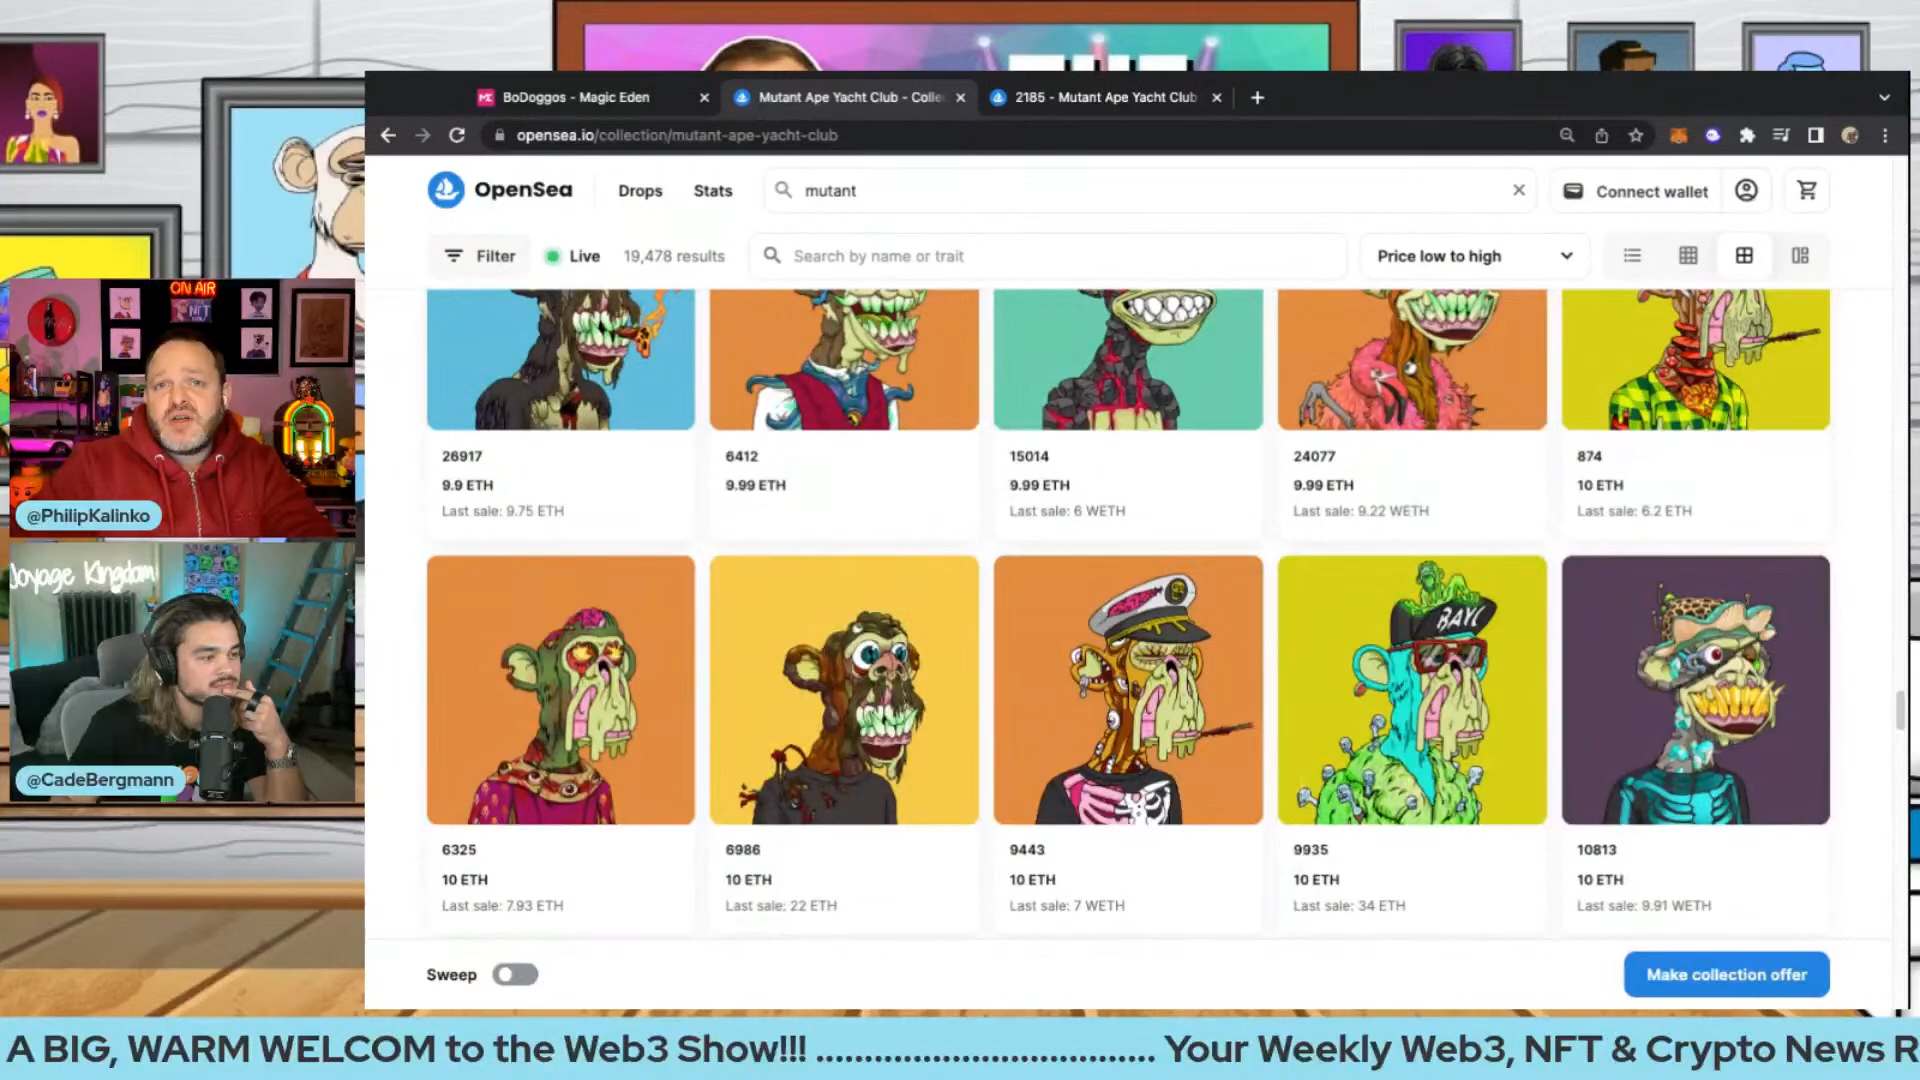 BoDoggos - Magic Eden
Mutant Ape Yacht Club - Colle
2185 - Mutant Ape Yacht Club
opensea.io/collection/mutant-ape-yacht-club
OpenSea
Drops
Stats
mutant
Connect wallet
Filter
Live
19,478 results
Search by name or trait
Price low to high
ON AIR
NFT
@PhilipKalinko
Joyage Kingdom
@CadeBergmann
26917
9.9 ETH
Last sale: 9.75 ETH
6412
9.99 ETH
15014
9.99 ETH
Last sale: 6 WETH
24077
9.99 ETH
Last sale: 9.22 WETH
874
10 ETH
Last sale: 6.2 ETH
BAYC
6325
10 ETH
Last sale: 7.93 ETH
6986
10 ETH
Last sale: 22 ETH
9443
10 ETH
Last sale: 7 WETH
9935
10 ETH
Last sale: 34 ETH
10813
10 ETH
Last sale: 9.91 WETH
Sweep
Make collection offer
A BIG, WARM WELCOM to the Web3 Show!!! ................................ Your Weekly Web3, NFT & Crypto News R